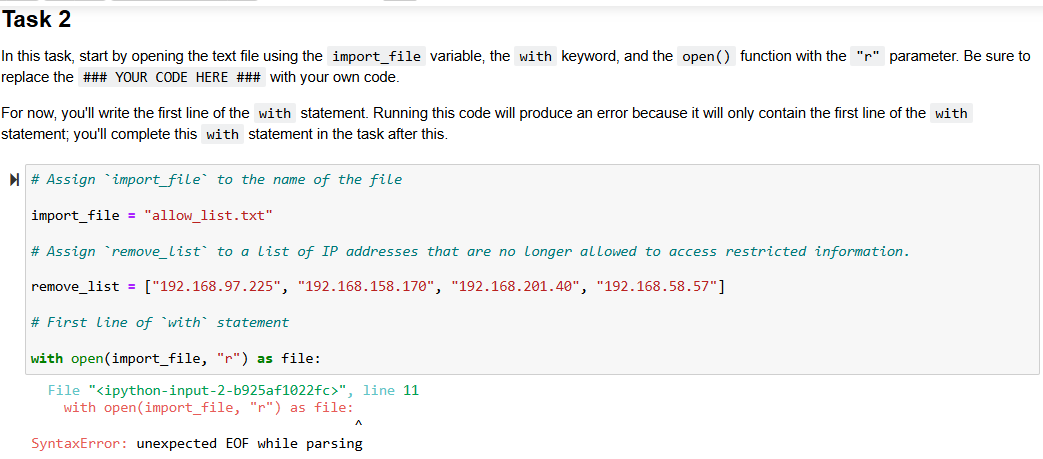 Task 2
In this task, start by opening the text file using the import_file variable, the with keyword, and the open() function with the "r" parameter. Be sure to
replace the ### YOUR CODE HERE ### with your own code.
For now, you'll write the first line of the with statement. Running this code will produce an error because it will only contain the first line of the with
statement; you'll complete this with statement in the task after this.
# Assign `import_file` to the name of the file
import_file = "allow_list.txt"
# Assign `remove_list` to a list of IP addresses that are no longer allowed to access restricted information.
remove_list = ["192.168.97.225", "192.168.158.170", "192.168.201.40", "192.168.58.57"]
# First line of `with` statement
with open(import_file, "r") as file:
File "<ipython-input-2-b925af1022fc>", line 11
with open(import_file, "r") as file:
^
SyntaxError: unexpected EOF while parsing